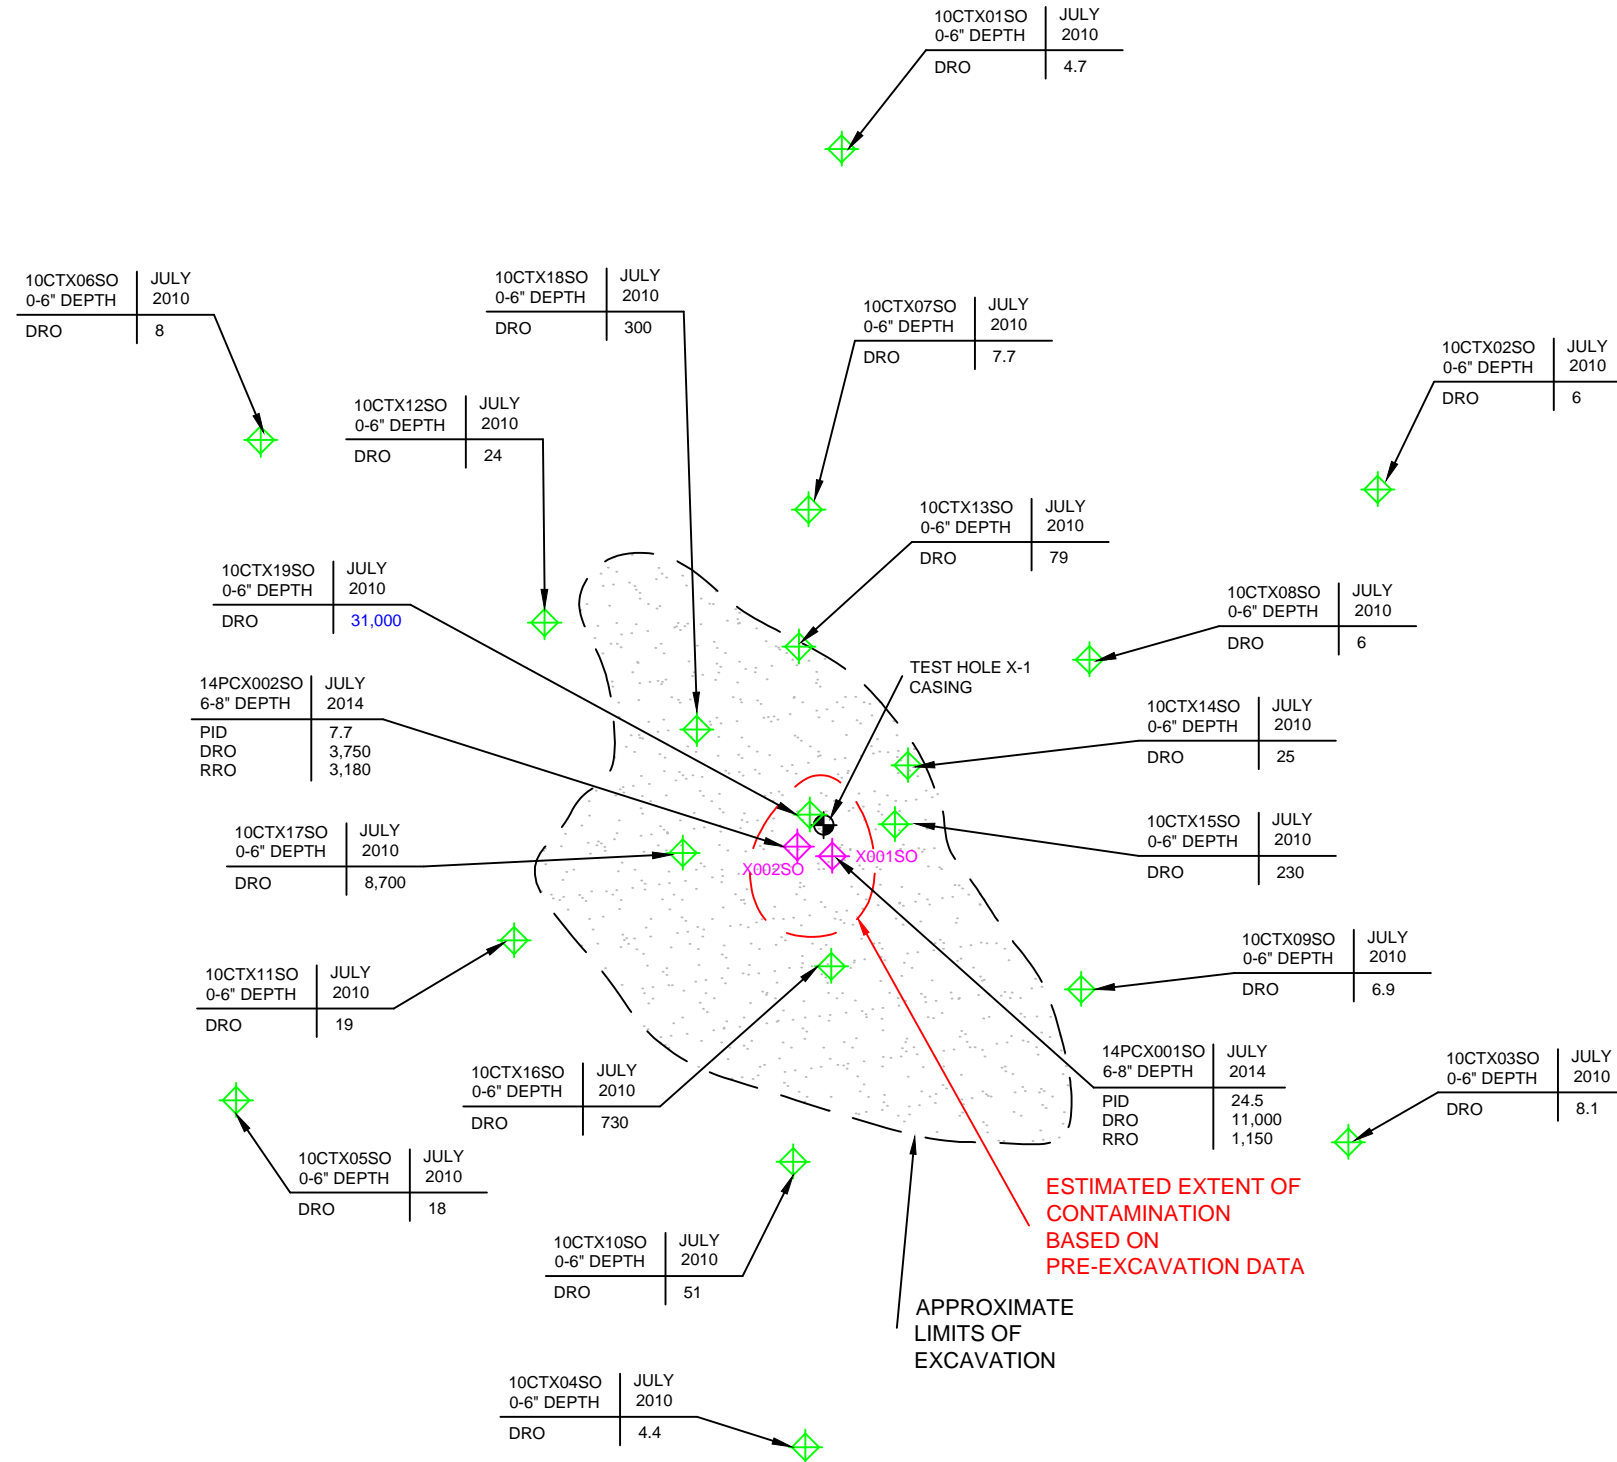 10CTX01SO JULY
0-6" DEPTH 2010
DRO 4.7
10CTX06SO JULY
0-6" DEPTH 2010
DRO 8
10CTX18SO JULY
0-6" DEPTH 2010
DRO 300
10CTX07SO JULY
0-6" DEPTH 2010
DRO 7.7
10CTX02SO JULY
0-6" DEPTH 2010
DRO 6
10CTX12SO JULY
0-6" DEPTH 2010
DRO 24
10CTX13SO JULY
0-6" DEPTH 2010
DRO 79
10CTX19SO JULY
0-6" DEPTH 2010
DRO 31,000
10CTX08SO JULY
0-6" DEPTH 2010
DRO 6
TEST HOLE X-1
CASING
14PCX002SO JULY
6-8" DEPTH 2014
PID 7.7
DRO 3,750
RRO 3,180
10CTX14SO JULY
0-6" DEPTH 2010
DRO 25
10CTX17SO JULY
0-6" DEPTH 2010
DRO 8,700
X002SO
X001SO
10CTX15SO JULY
0-6" DEPTH 2010
DRO 230
10CTX11SO JULY
0-6" DEPTH 2010
DRO 19
10CTX09SO JULY
0-6" DEPTH 2010
DRO 6.9
10CTX16SO JULY
0-6" DEPTH 2010
DRO 730
14PCX001SO JULY
6-8" DEPTH 2014
PID 24.5
DRO 11,000
RRO 1,150
10CTX03SO JULY
0-6" DEPTH 2010
DRO 8.1
10CTX05SO JULY
0-6" DEPTH 2010
DRO 18
ESTIMATED EXTENT OF
CONTAMINATION
BASED ON
PRE-EXCAVATION DATA
10CTX10SO JULY
0-6" DEPTH 2010
DRO 51
APPROXIMATE
LIMITS OF
EXCAVATION
10CTX04SO JULY
0-6" DEPTH 2010
DRO 4.4